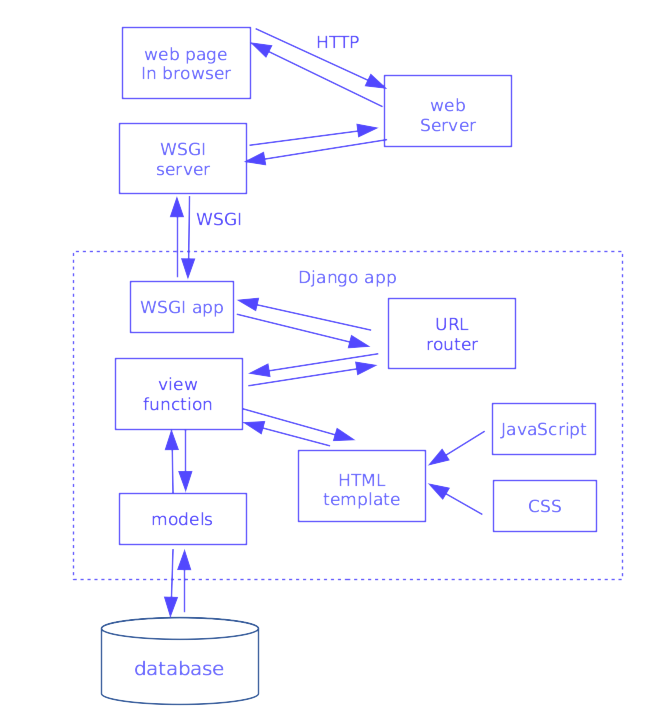 web page
In browser
HTTP
web
Server
WSGI
server
WSGI
Django app
WSGI app
URL
router
view
function
JavaScript
HTML
template
CSS
models
database